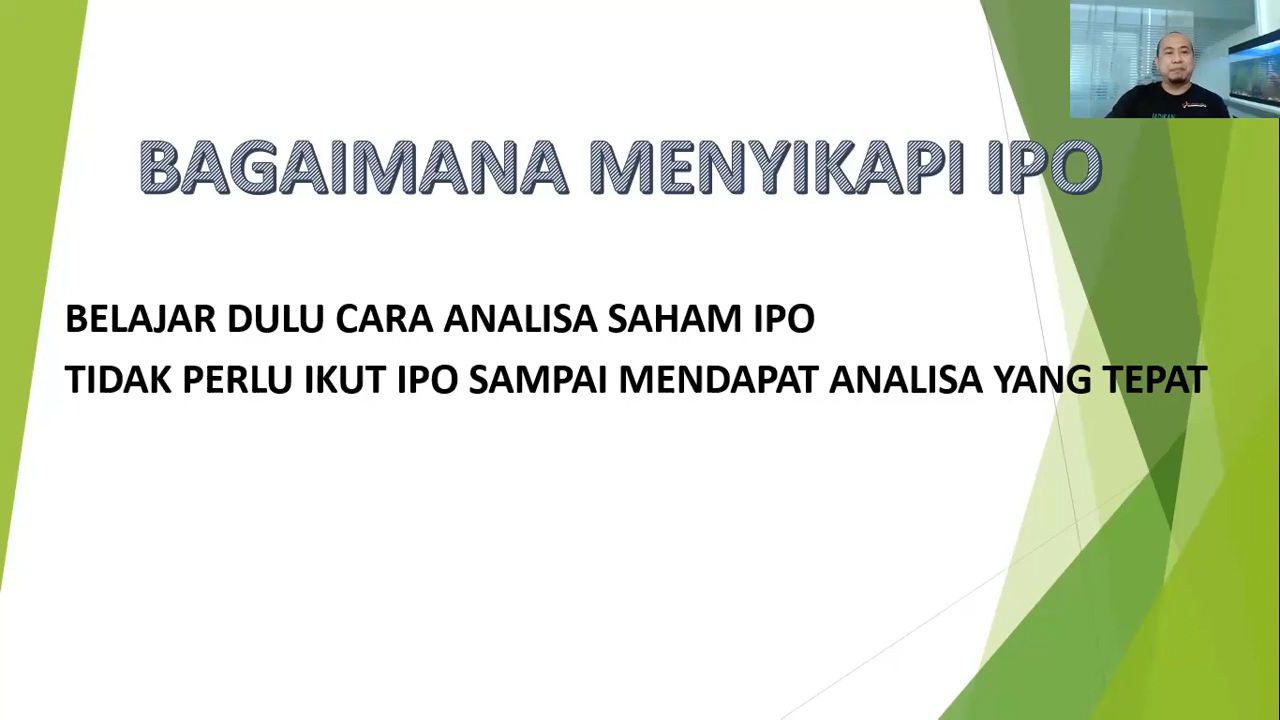 BAGAIMANA MENYIKAPI IPO
BELAJAR DULU CARA ANALISA SAHAM IPO
TIDAK PERLU IKUT IPO SAMPAI MENDAPAT ANALISA YANG TEPAT